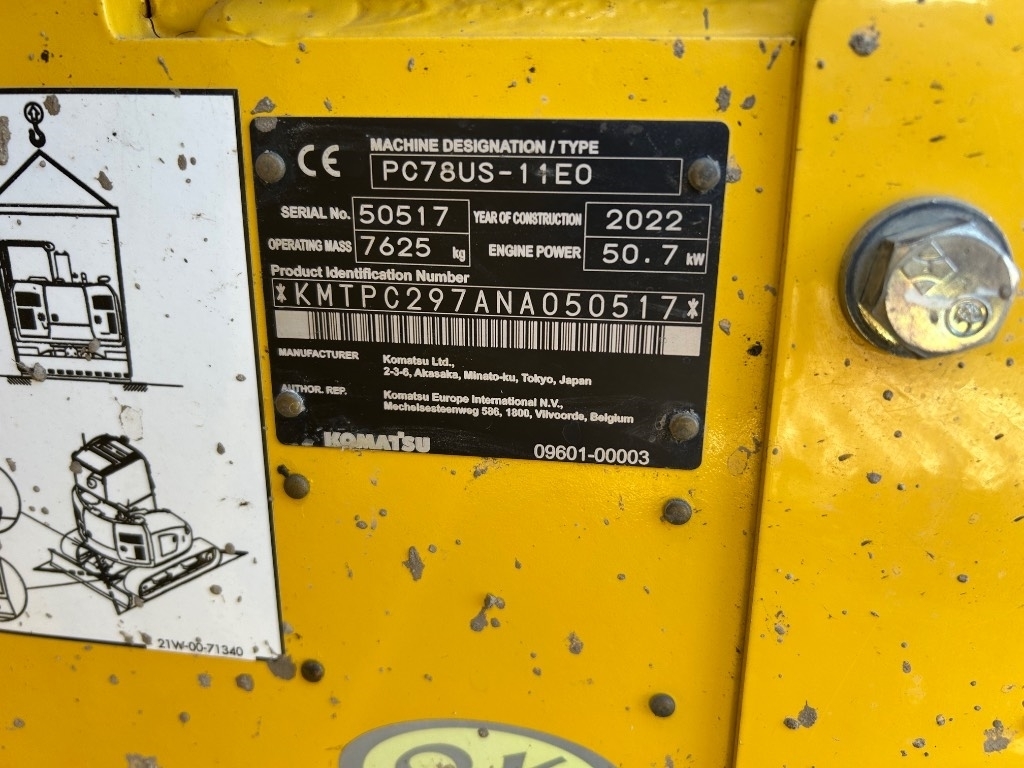 CE
MACHINE DESIGNATION / TYPE
PC78US-11E0
SERIAL No. 50517 YEAR OF CONSTRUCTION 2022
OPERATING MASS 7625 kg ENGINE POWER 50.7 kW
Product Identification Number
*KMTPC297ANA050517*
MANUFACTURER Komatsu Ltd.,
2-3-6, Akasaka, Minato-ku, Tokyo, Japan
AUTHOR. REP. Komatsu Europe International N.V.,
Mechelsesteenweg 586, 1800, Vilvoorde, Belgium
KOMATSU 09601-00003
21W-00-71340